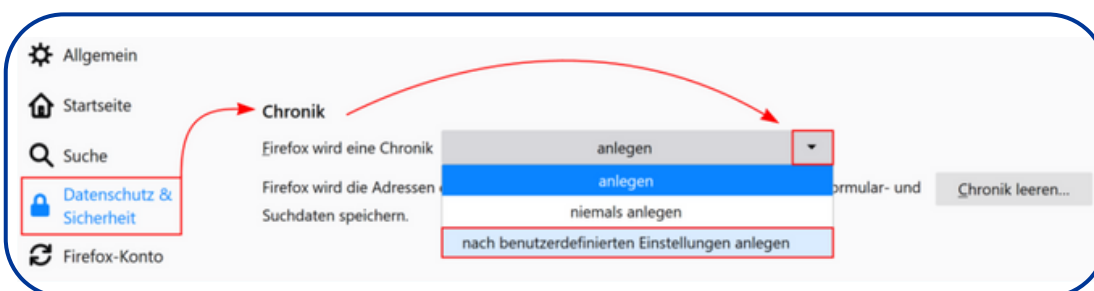 Allgemein
Startseite
Suche
Datenschutz &
Sicherheit
Firefox-Konto
Chronik
Firefox wird eine Chronik anlegen
anlegen
niemals anlegen
nach benutzerdefinierten Einstellungen anlegen
Firefox wird die Adressen und
Suchdaten speichern.
Chronik leeren...